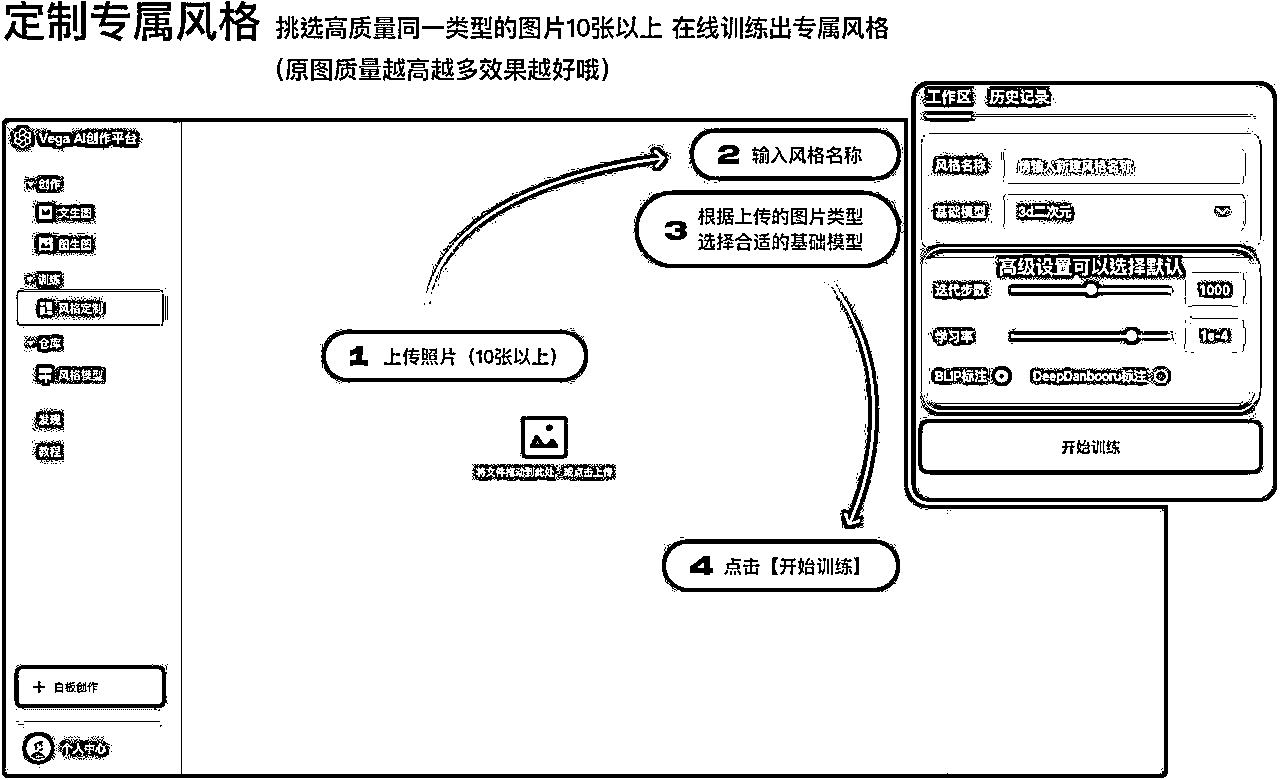 定制专属风格
挑选高质量同一类型的图片10张以上 在线训练出专属风格
(原图质量越高越多效果越好哦)
Vega AI创作平台
创作
文生图
图生图
训练
风格定制
仓库
风格模型
发现
教程
+ 白板创作
个人中心
1 上传照片（10张以上）
将文件拖动到此处，或点击上传
2 输入风格名称
3 根据上传的图片类型
选择合适的基础模型
4 点击【开始训练】
工作区 历史记录
风格名称 请输入新建风格名称
基础模型 3d二次元
高级设置可以选择默认
迭代步数 1000
学习率 1e-4
BLIP标注 DeepDanbooru标注
开始训练